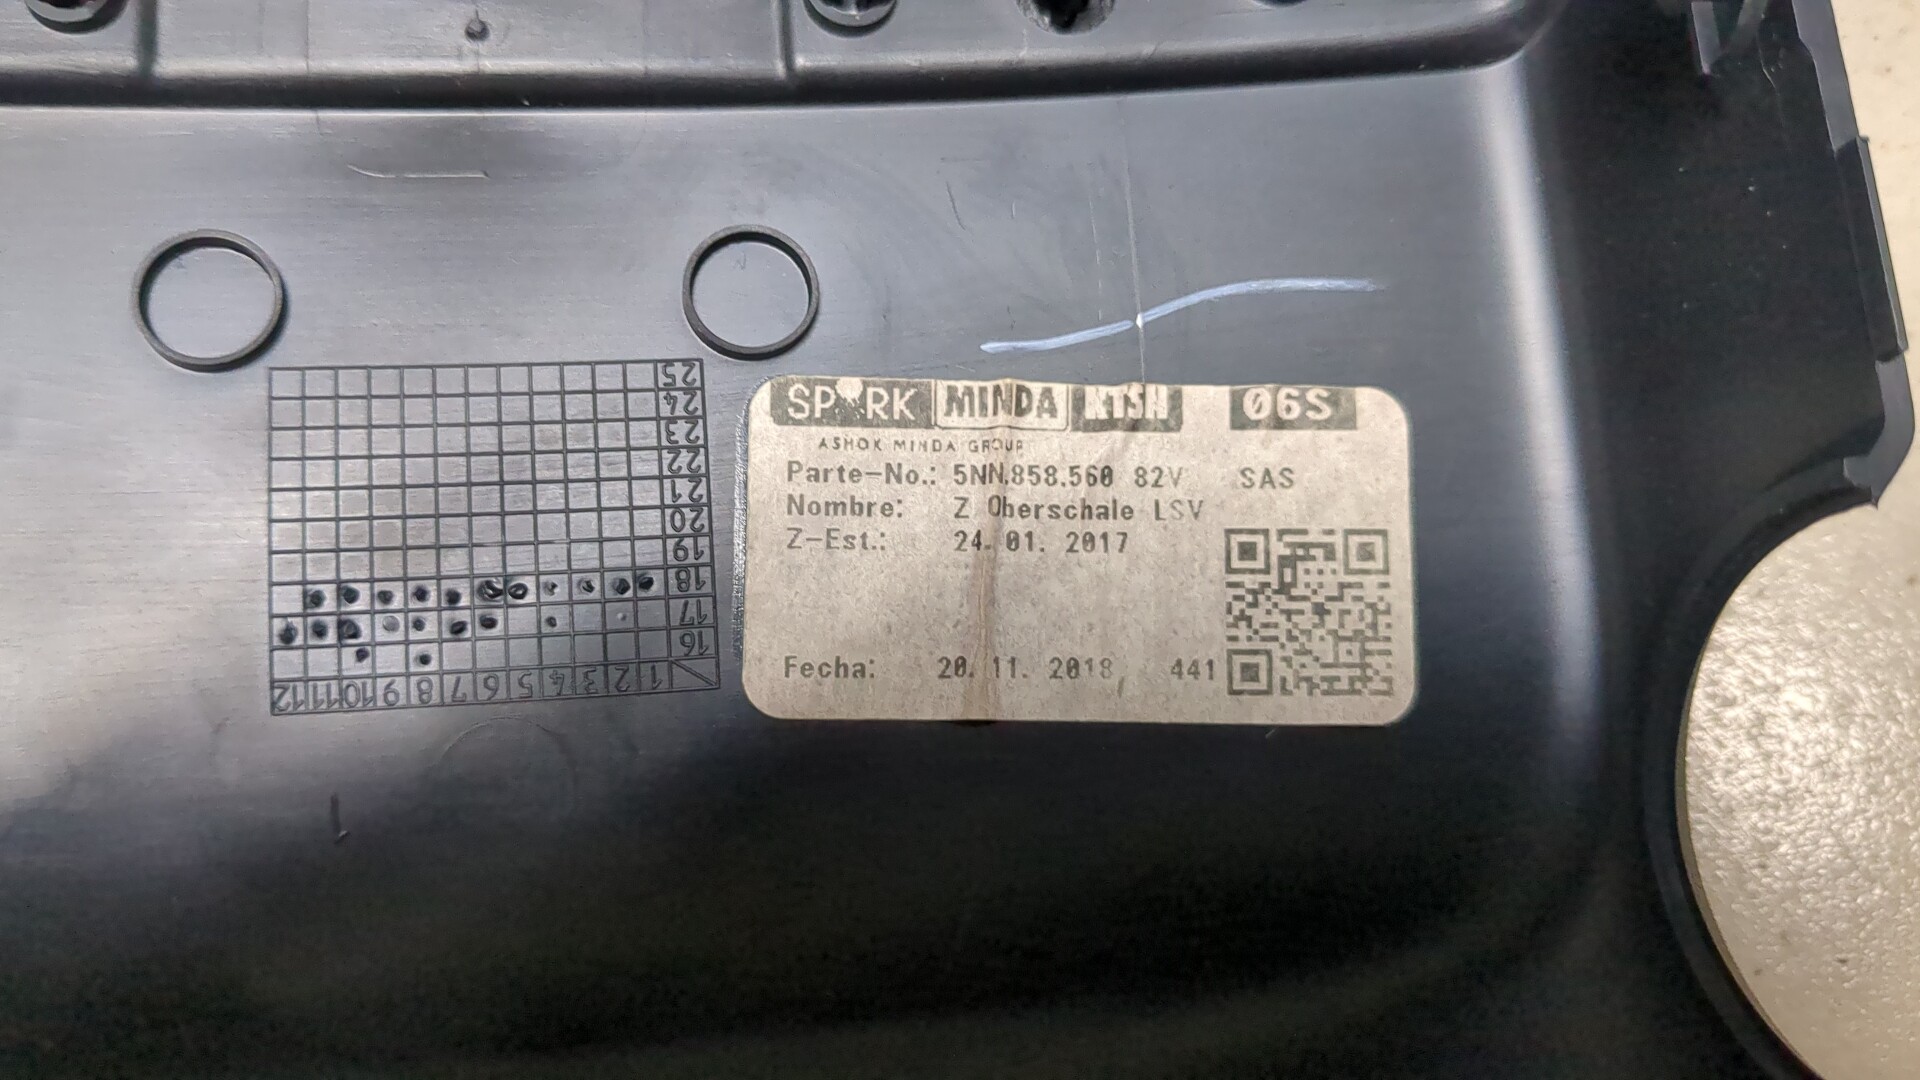 25
24
23
22
21
20
19
18
17
16
12 11 10 9 8 7 6 5 4 3 2 1
SPARK MINDA KTSN 06S
ASHOK MINDA GROUP
Parte-No.: 5NN.858.560 82V SAS
Nombre: Z Oberschale LSV
Z-Est.: 24. 01. 2017
Fecha: 20. 11. 2018 441